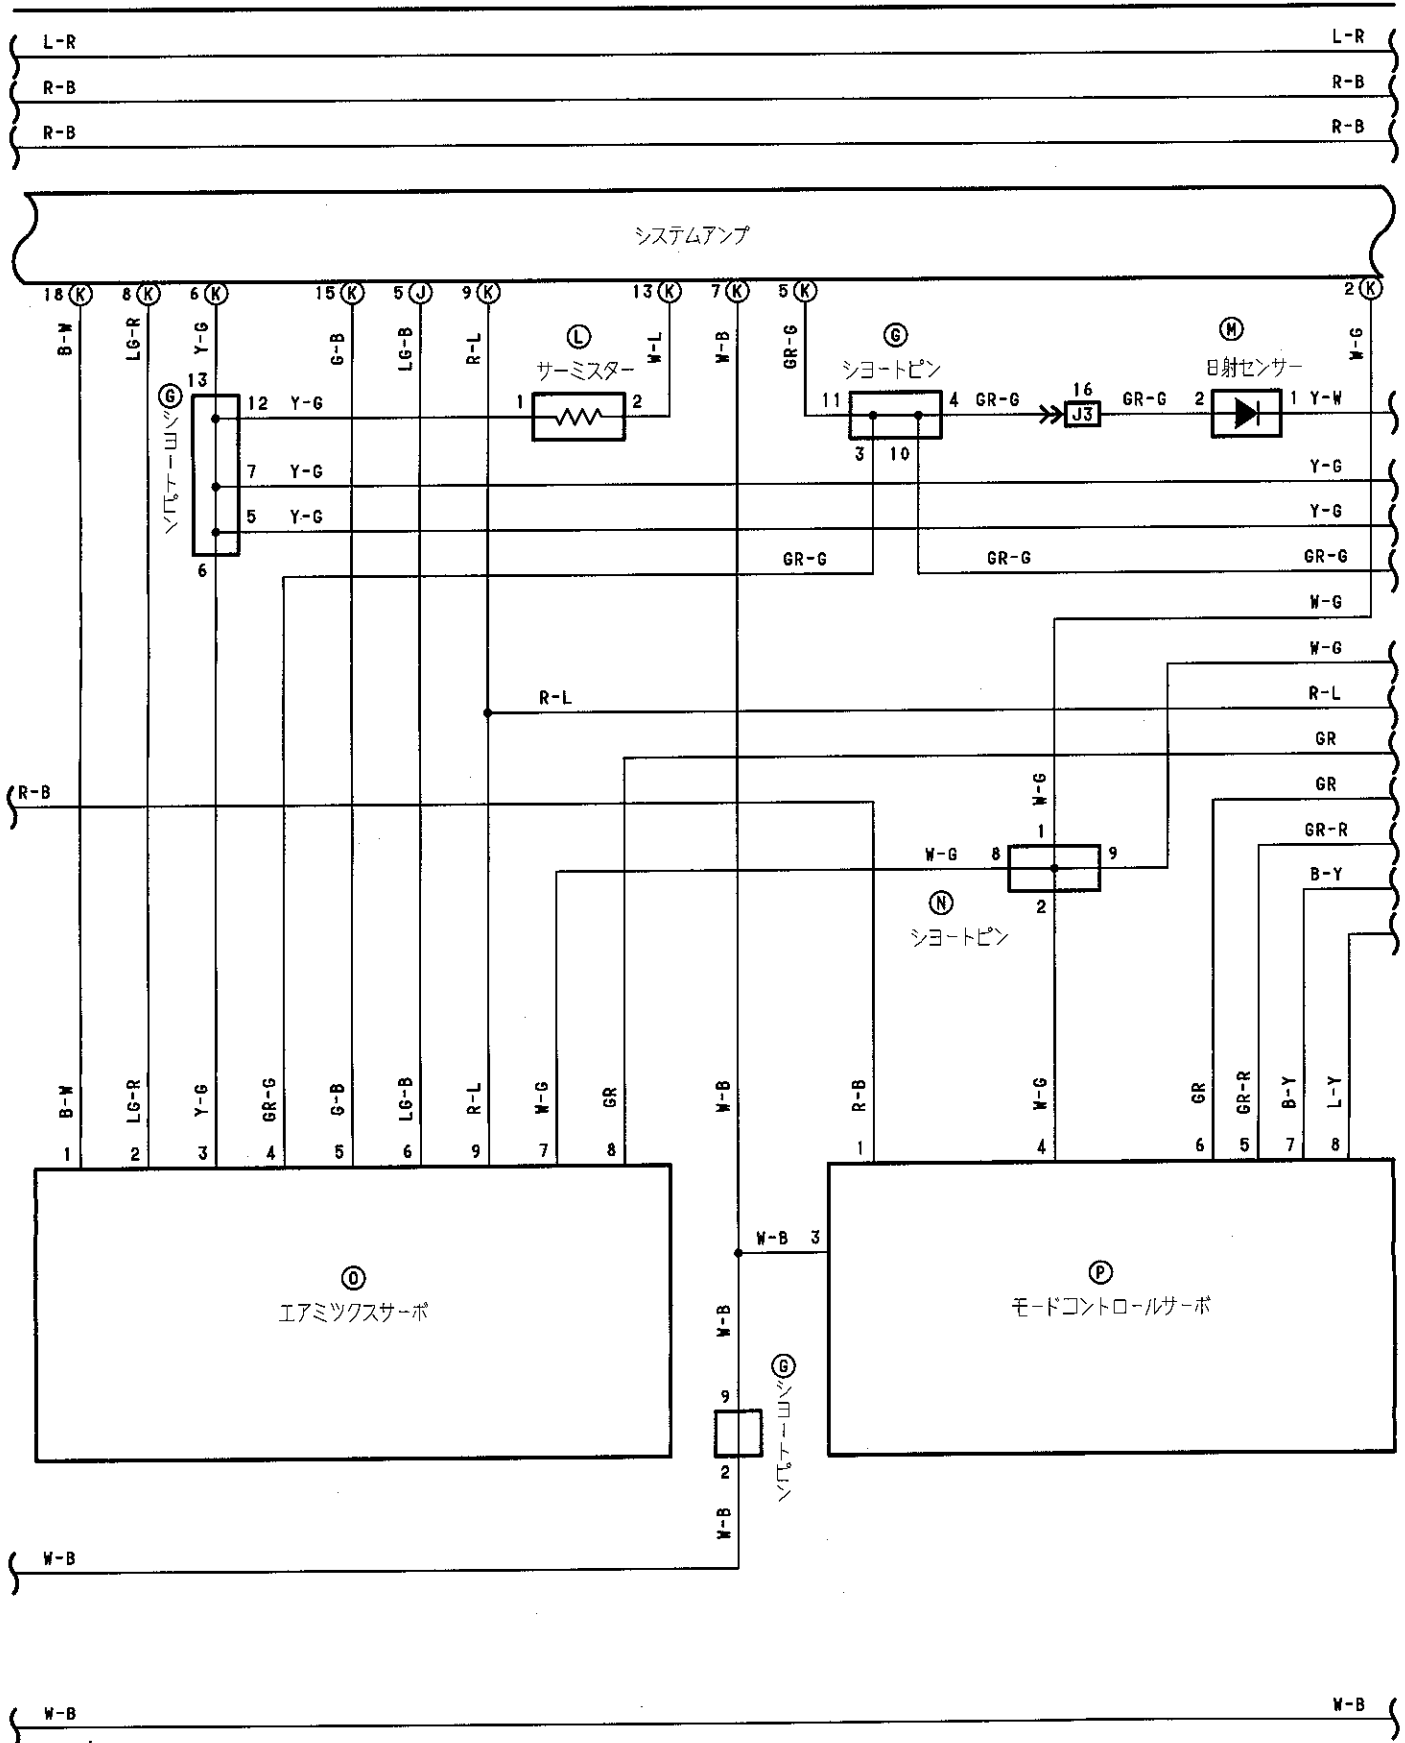 L-R L-R
R-B R-B
R-B R-B
システムアンプ
18 K 8 K 6 K 15 K 5 J 9 K 13 K 7 K 5 K 2 K
B-W LG-R Y-G G-B LG-B R-L W-L W-B GR-G W-G
L
サーミスター
G
シヨートピン
M
日射センサー
G
シヨートピン
13
12 Y-G
1 2
11 4 GR-G
16
J3
GR-G 2 1 Y-W
3 10
7 Y-G Y-G
5 Y-G Y-G
6
GR-G GR-G GR-G
W-G
W-G
R-L R-L
GR
R-B
W-G
GR
1
GR-R
W-G 8 9
B-Y
2
N
シヨートピン
B-W LG-R Y-G GR-G G-B LG-B R-L W-G GR W-B R-B W-G GR GR-R B-Y L-Y
1 2 3 4 5 6 9 7 8 1 4 6 5 7 8
W-B 3
O
エアミツクスサーボ
P
モードコントロールサーボ
W-B
G
シヨートピン
9
2
W-B
W-B
W-B W-B